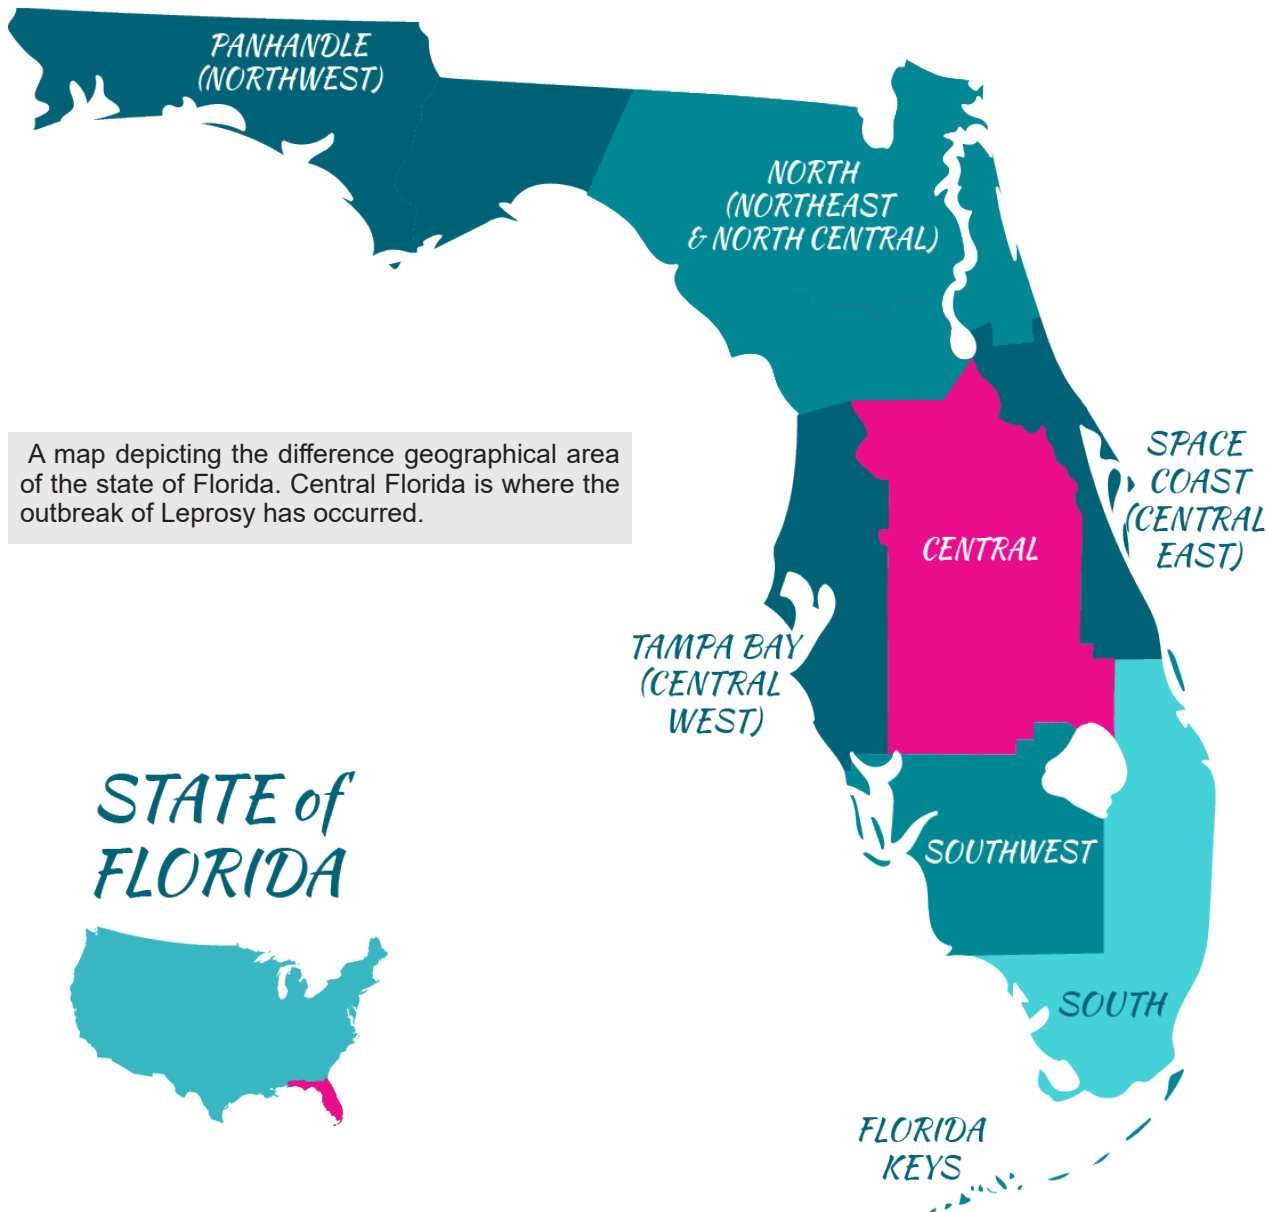 PANHANDLE
(NORTHWEST)
NORTH
(NORTHEAST
& NORTH CENTRAL)
A map depicting the difference geographical area
of the state of Florida. Central Florida is where the
outbreak of Leprosy has occurred.
SPACE
COAST
(CENTRAL
EAST)
CENTRAL
TAMPA BAY
(CENTRAL
WEST)
STATE of
FLORIDA
SOUTHWEST
SOUTH
FLORIDA
KEYS